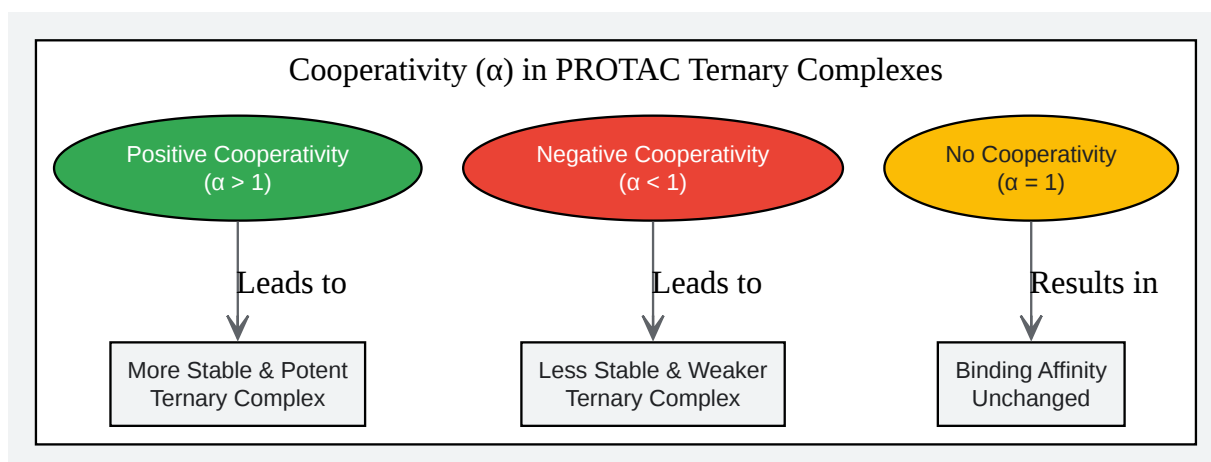 Cooperativity (α) in PROTAC Ternary Complexes
Positive Cooperativity
(α > 1)
Negative Cooperativity
(α < 1)
No Cooperativity
(α = 1)
Leads to
Leads to
Results in
More Stable & Potent
Ternary Complex
Less Stable & Weaker
Ternary Complex
Binding Affinity
Unchanged